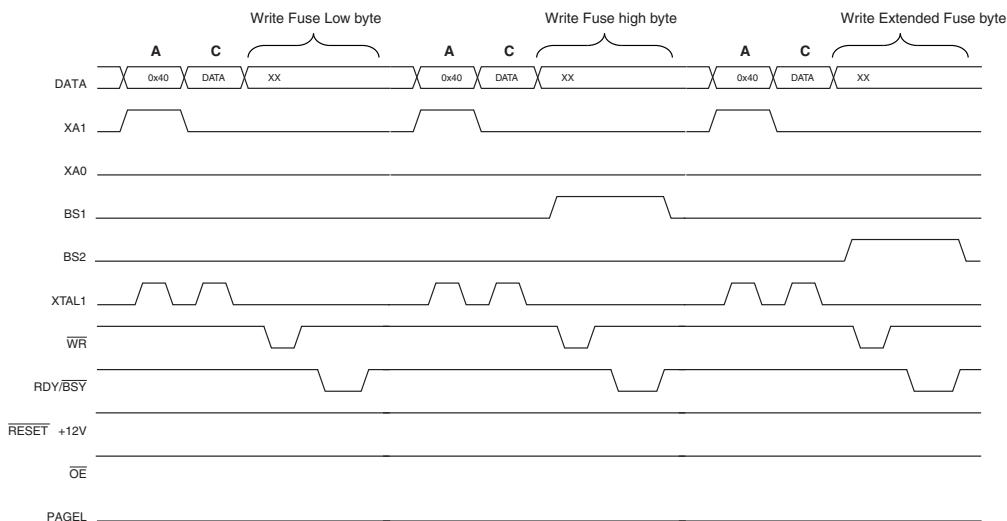 Write Fuse Low byte Write Fuse high byte Write Extended Fuse byte
A C A C A C
DATA 0x40 DATA XX 0x40 DATA XX 0x40 DATA XX
XA1
XA0
BS1
BS2
XTAL1
WR
RDY/BSY
RESET +12V
OE
PAGEL